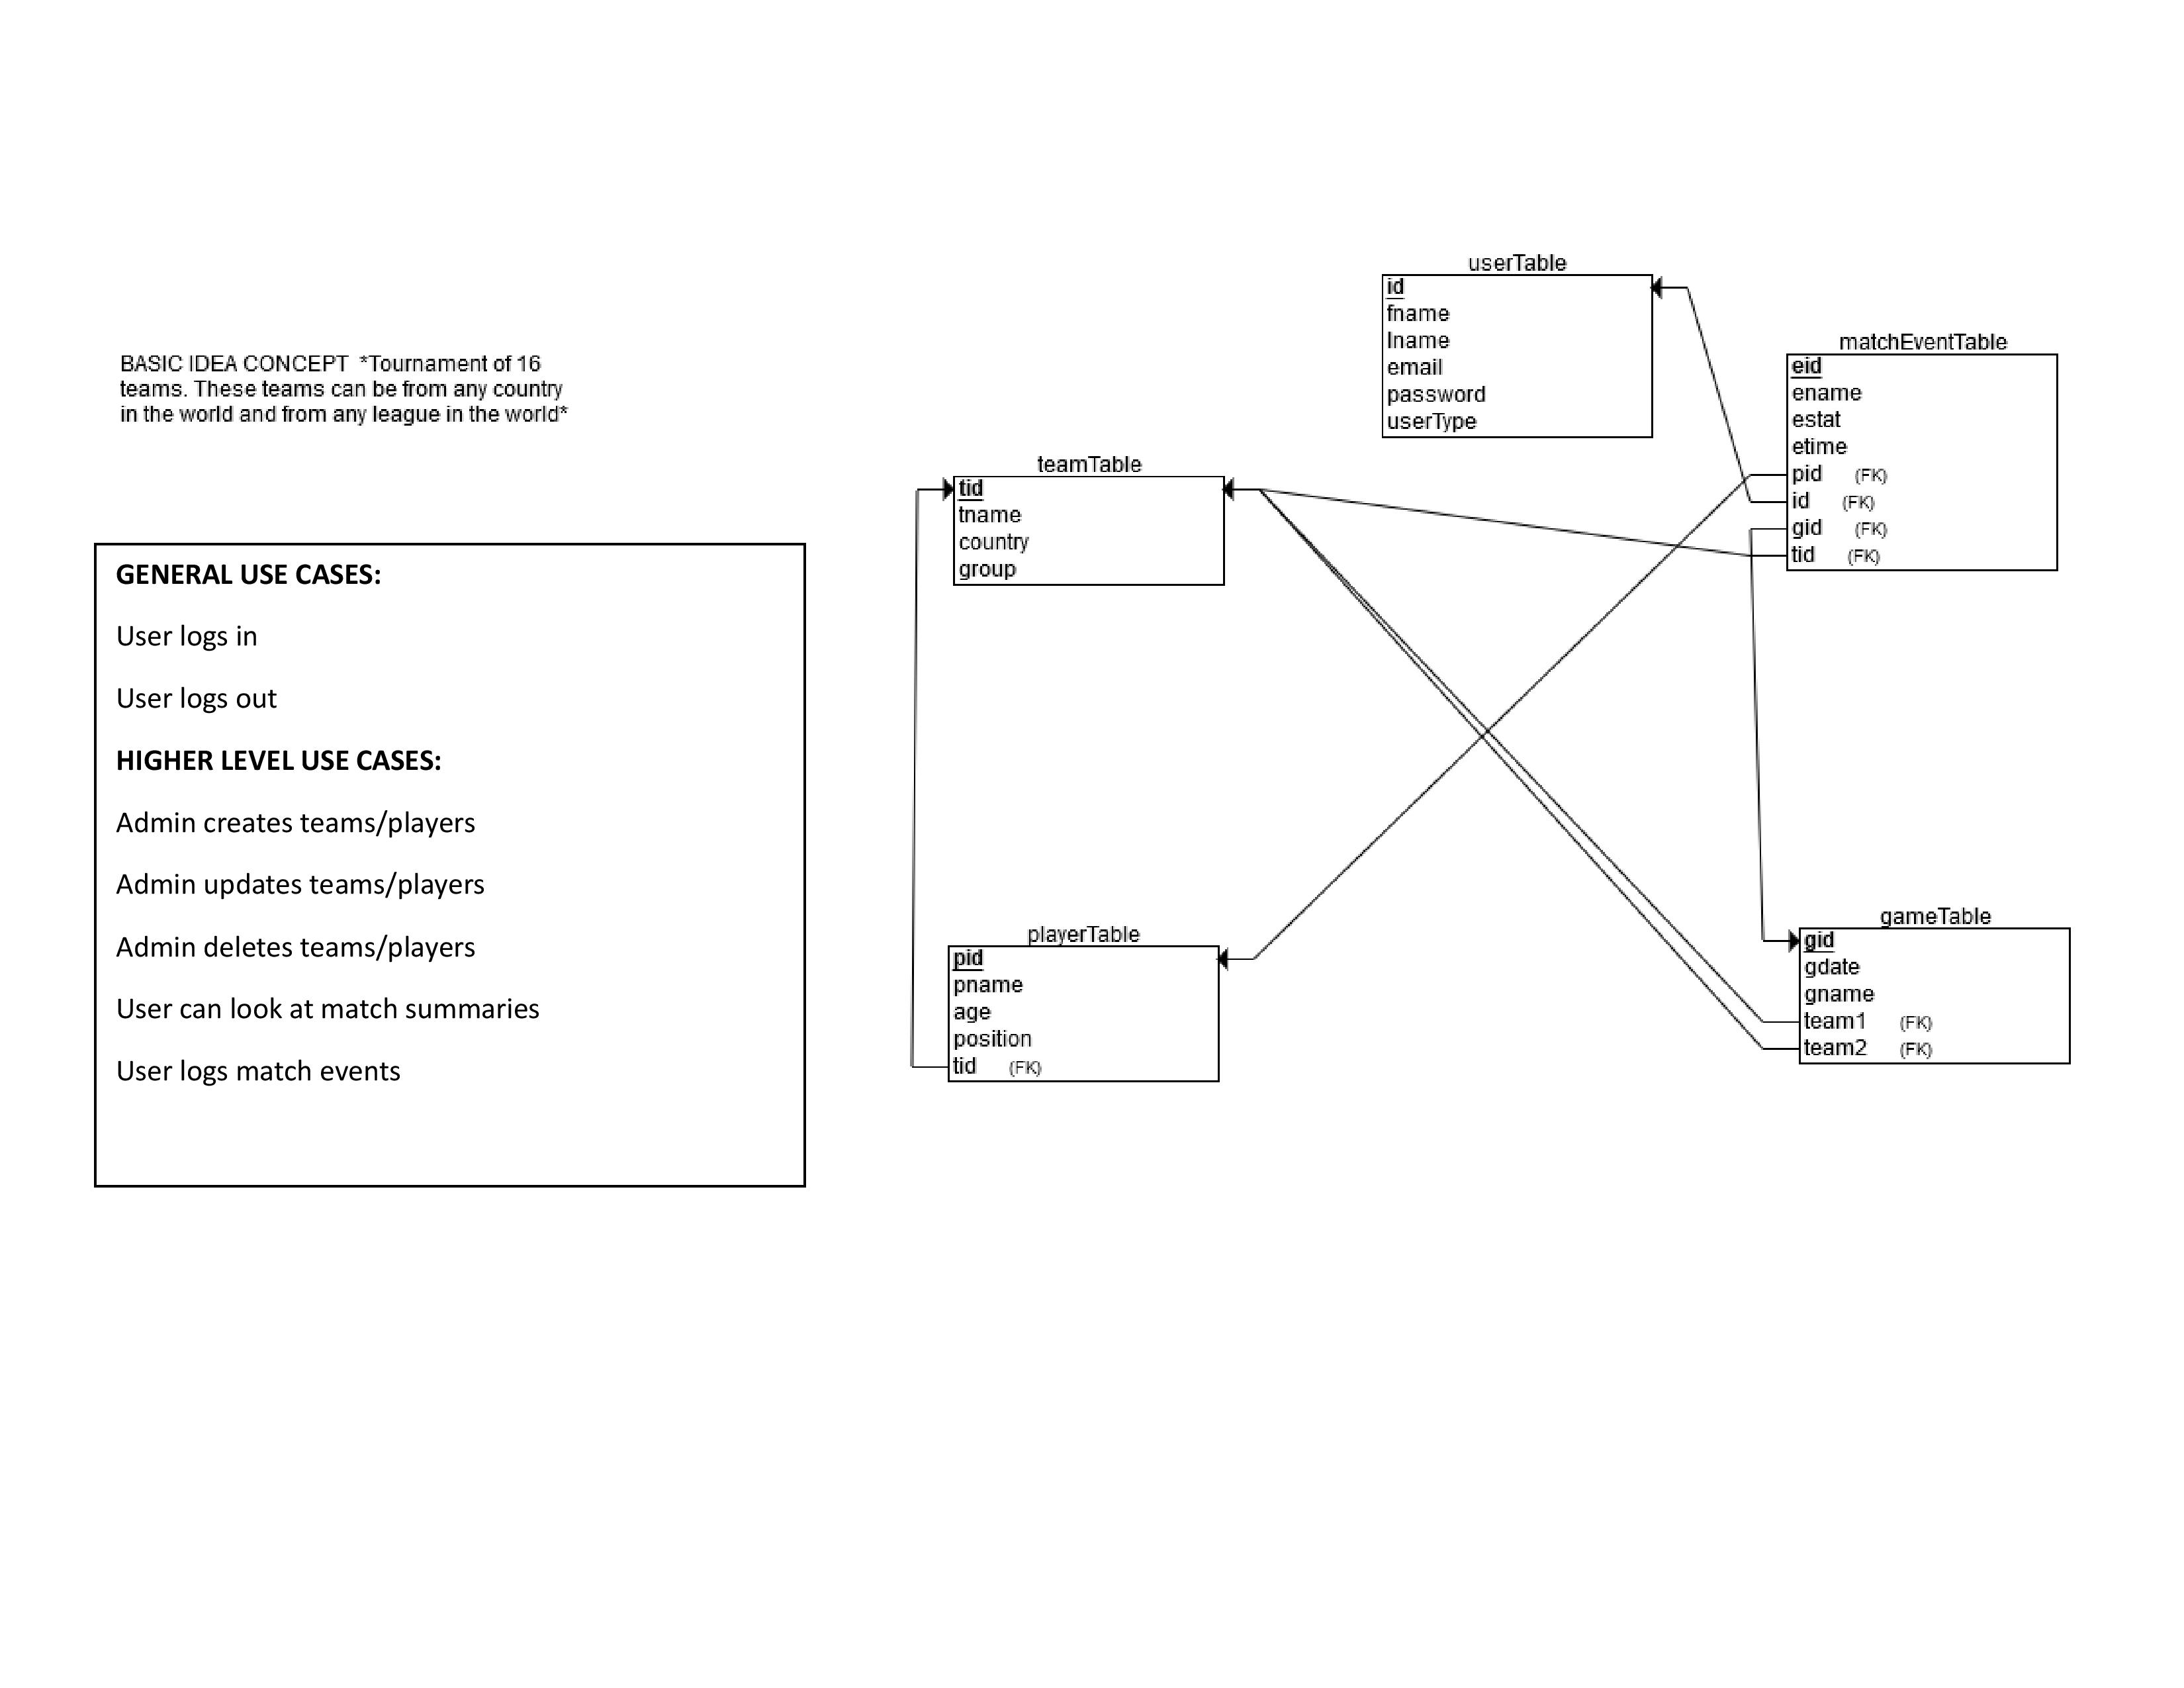 BASIC IDEA CONCEPT *Tournament of 16
teams. These teams can be from any country
in the world and from any league in the world*
GENERAL USE CASES:
User logs in
User logs out
HIGHER LEVEL USE CASES:
Admin creates teams/players
Admin updates teams/players
Admin deletes teams/players
User can look at match summaries
User logs match events
userTable
id
fname
lname
email
password
userType
matchEventTable
eid
ename
estat
etime
pid (FK)
id (FK)
gid (FK)
tid (FK)
teamTable
tid
tname
country
group
playerTable
pid
pname
age
position
tid (FK)
gameTable
gid
gdate
gname
team1 (FK)
team2 (FK)